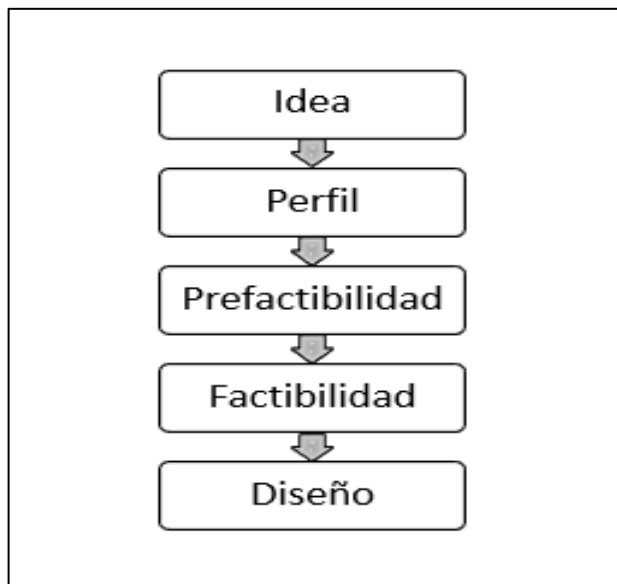 Idea
Perfil
Prefactibilidad
Factibilidad
Diseño